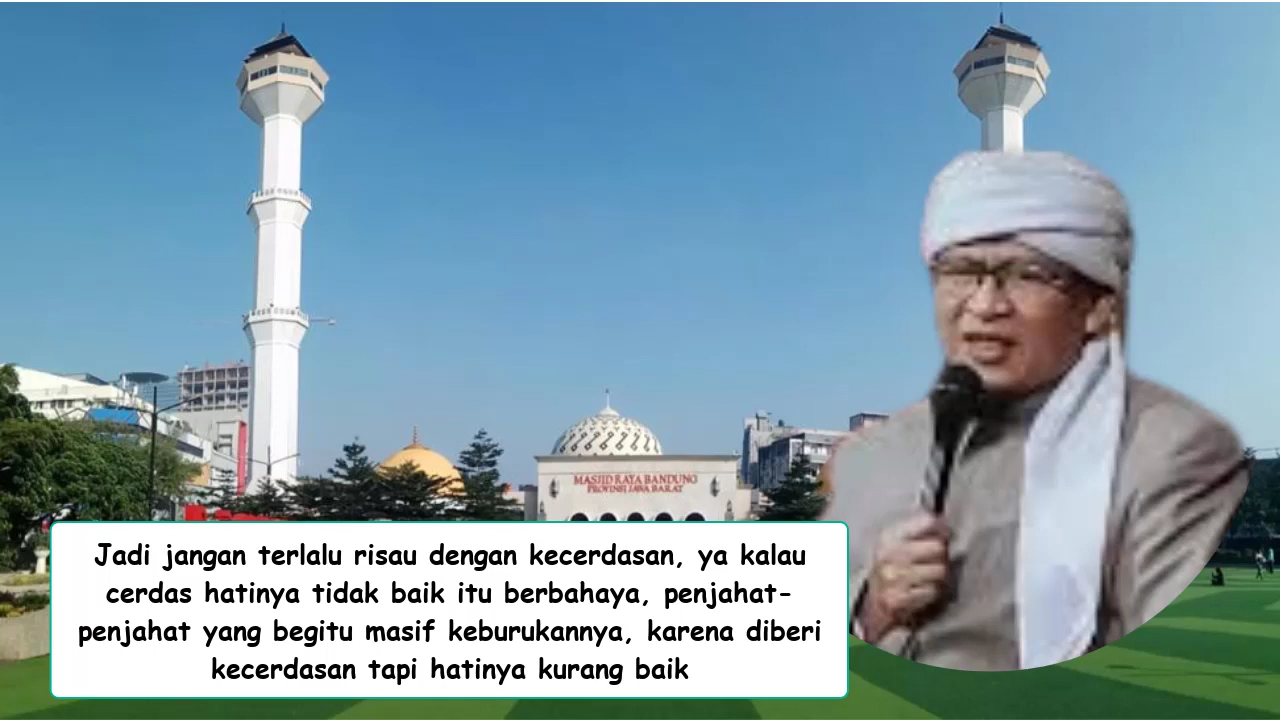 MASJID RAYA BANDUNG
PROVINSI JAWA BARAT
Jadi jangan terlalu risau dengan kecerdasan, ya kalau
cerdas hatinya tidak baik itu berbahaya, penjahat-
penjahat yang begitu masif keburukannya, karena diberi
kecerdasan tapi hatinya kurang baik